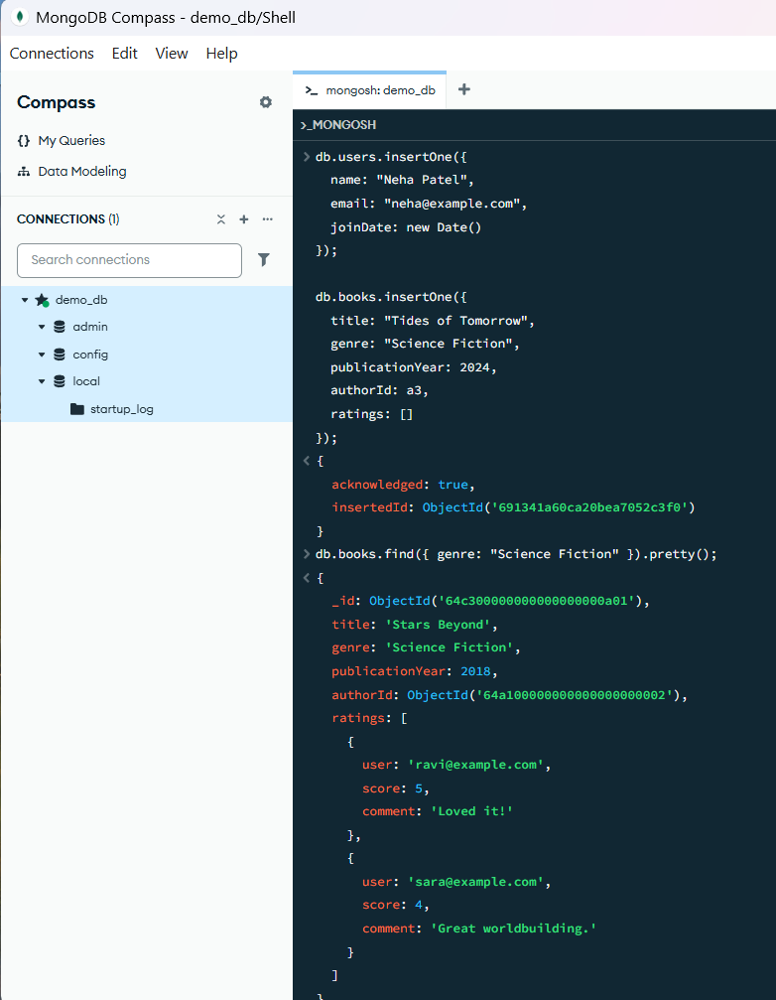 MongoDB Compass - demo_db/Shell
Connections Edit View Help
Compass
{} My Queries
Data Modeling
CONNECTIONS (1)
Search connections
demo_db
admin
config
local
startup_log
>_ mongosh: demo_db
>_MONGOSH
> db.users.insertOne({
name: "Neha Patel",
email: "neha@example.com",
joinDate: new Date()
});
db.books.insertOne({
title: "Tides of Tomorrow",
genre: "Science Fiction",
publicationYear: 2024,
authorId: a3,
ratings: []
});
< {
acknowledged: true,
insertedId: ObjectId('691341a60ca20bea7052c3f0')
}
> db.books.find({ genre: "Science Fiction" }).pretty();
< {
_id: ObjectId('64c300000000000000000a01'),
title: 'Stars Beyond',
genre: 'Science Fiction',
publicationYear: 2018,
authorId: ObjectId('64a100000000000000000002'),
ratings: [
{
user: 'ravi@example.com',
score: 5,
comment: 'Loved it!'
},
{
user: 'sara@example.com',
score: 4,
comment: 'Great worldbuilding.'
}
]
}